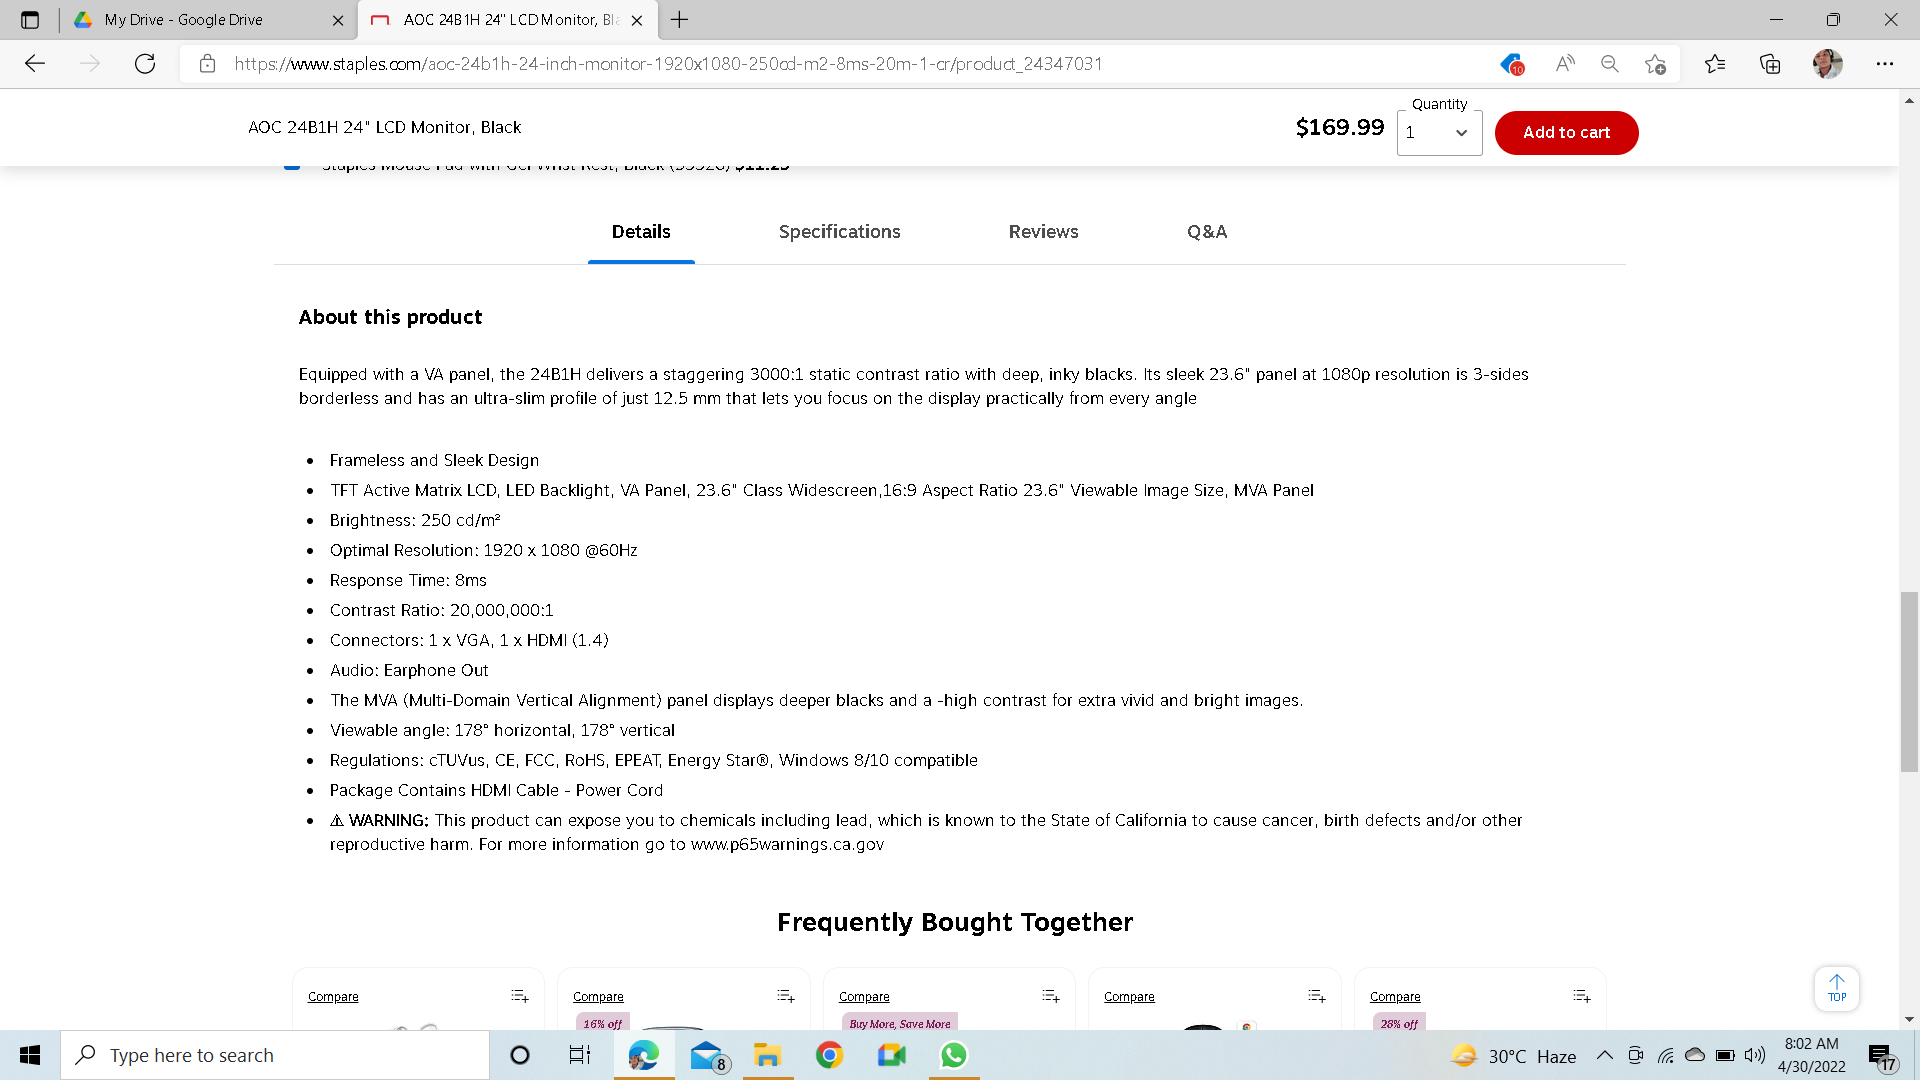 My Drive - Google Drive
AOC 24B1H 24" LCD Monitor, Bla
https://www.staples.com/aoc-24b1h-24-inch-monitor-1920x1080-250cd-m2-8ms-20m-1-cr/product_24347031
10
AOC 24B1H 24" LCD Monitor, Black
$169.99
Quantity
1
Add to cart
Staples Mouse Pad with Gel Wrist Rest, Black $11.29
Details
Specifications
Reviews
Q&A
About this product
Equipped with a VA panel, the 24B1H delivers a staggering 3000:1 static contrast ratio with deep, inky blacks. Its sleek 23.6" panel at 1080p resolution is 3-sides
borderless and has an ultra-slim profile of just 12.5 mm that lets you focus on the display practically from every angle
• Frameless and Sleek Design
• TFT Active Matrix LCD, LED Backlight, VA Panel, 23.6" Class Widescreen,16:9 Aspect Ratio 23.6" Viewable Image Size, MVA Panel
• Brightness: 250 cd/m²
• Optimal Resolution: 1920 x 1080 @60Hz
• Response Time: 8ms
• Contrast Ratio: 20,000,000:1
• Connectors: 1 x VGA, 1 x HDMI (1.4)
• Audio: Earphone Out
• The MVA (Multi-Domain Vertical Alignment) panel displays deeper blacks and a -high contrast for extra vivid and bright images.
• Viewable angle: 178° horizontal, 178° vertical
• Regulations: cTUVus, CE, FCC, RoHS, EPEAT, Energy Star®, Windows 8/10 compatible
• Package Contains HDMI Cable - Power Cord
• ⚠ WARNING: This product can expose you to chemicals including lead, which is known to the State of California to cause cancer, birth defects and/or other
reproductive harm. For more information go to www.p65warnings.ca.gov
Frequently Bought Together
Compare
Compare
Compare
Compare
Compare
16% off
Buy More, Save More
28% off
TOP
Type here to search
8
30°C Haze
8:02 AM
4/30/2022
17